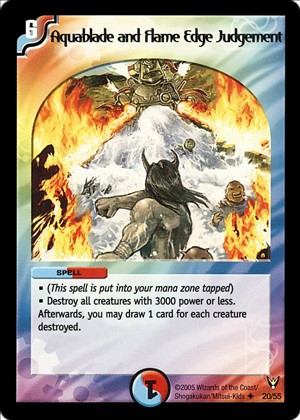 5
Aquablade and Flame Edge Judgement
SPELL
▪ (This spell is put into your mana zone tapped)
▪ Destroy all creatures with 3000 power or less.
Afterwards, you may draw 1 card for each creature
destroyed.
1
©2005 Wizards of the Coast/
Shogakukan/Mitsui-Kids ♦ 20/55